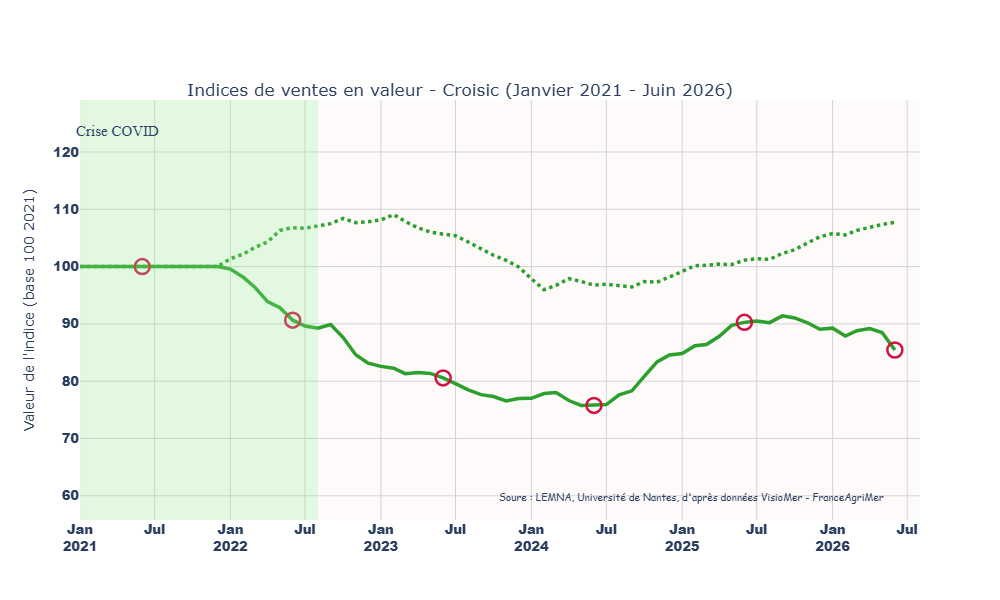 Indices de ventes en valeur - Croisic (Janvier 2021 - Juin 2026)
Crise COVID
Valeur de l'indice (base 100 2021)
120
110
100
90
80
70
60
Soure : LEMNA, Université de Nantes, d'après données VisioMer - FranceAgriMer
Jan Jul Jan Jul Jan Jul Jan Jul Jan Jul Jan Jul
2021 2022 2023 2024 2025 2026